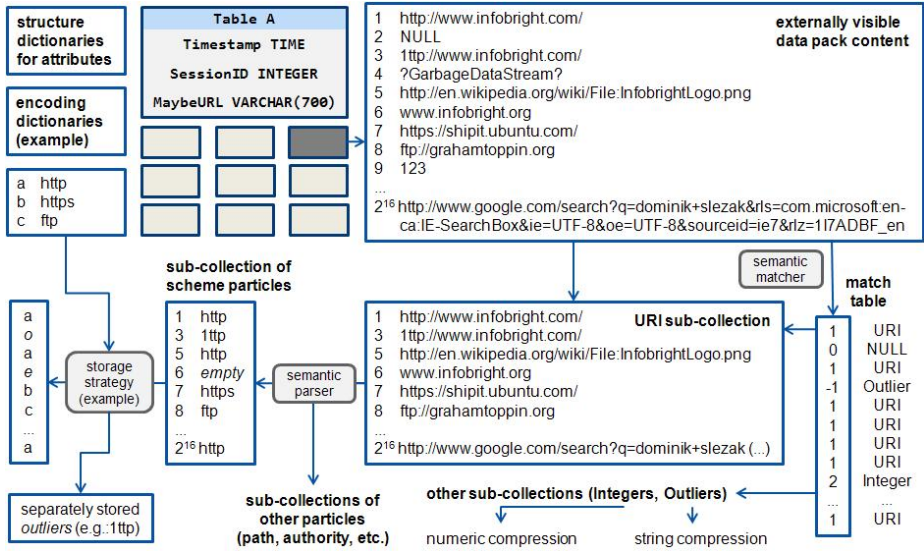 structure
dictionaries
for attributes
encoding
dictionaries
(example)
a http
b https
c ftp
Table A
Timestamp TIME
SessionID INTEGER
MaybeURL VARCHAR(700)
1 http://www.infobright.com/
2 NULL
3 1ttp://www.infobright.com/
4 ?GarbageDataStream?
5 http://en.wikipedia.org/wiki/File:InfobrightLogo.png
6 www.infobright.org
7 https://shipit.ubuntu.com/
8 ftp://grahamtoppin.org
9 123
...
2¹⁶ http://www.google.com/search?q=dominik+slezak&rls=com.microsoft:en-
ca:IE-SearchBox&ie=UTF-8&oe=UTF-8&sourceid=ie7&rlz=1I7ADBF_en
externally visible
data pack content
semantic
matcher
match
table
1 URI
0 NULL
1 URI
-1 Outlier
1 URI
1 URI
1 URI
1 URI
2 Integer
... ...
1 URI
URI sub-collection
1 http://www.infobright.com/
3 1ttp://www.infobright.com/
5 http://en.wikipedia.org/wiki/File:InfobrightLogo.png
6 www.infobright.org
7 https://shipit.ubuntu.com/
8 ftp://grahamtoppin.org
...
2¹⁶ http://www.google.com/search?q=dominik+slezak (...)
semantic
parser
sub-collection of
scheme particles
1 http
3 1ttp
5 http
6 empty
7 https
8 ftp
...
2¹⁶ http
storage
strategy
(example)
a
o
a
e
b
c
...
a
separately stored
outliers (e.g.:1ttp)
sub-collections of
other particles
(path, authority, etc.)
other sub-collections (Integers, Outliers)
numeric compression
string compression